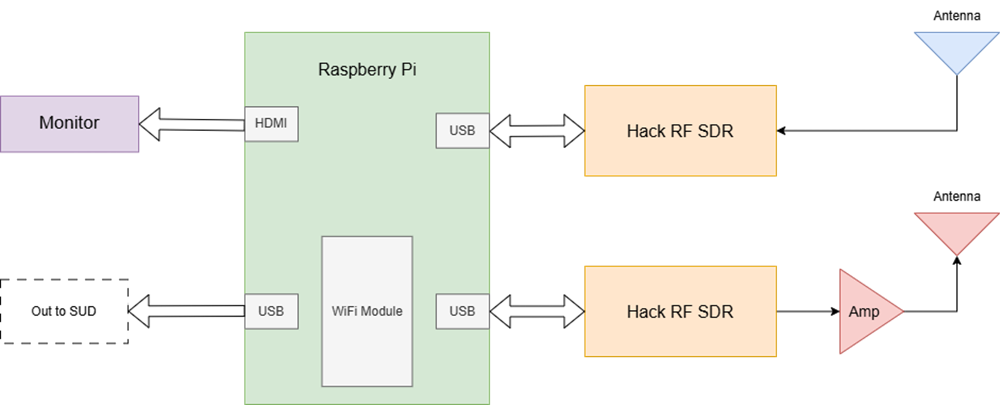 Antenna
Raspberry Pi
Monitor
HDMI
USB
Hack RF SDR
Antenna
Out to SUD
USB
WiFi Module
USB
Hack RF SDR
Amp